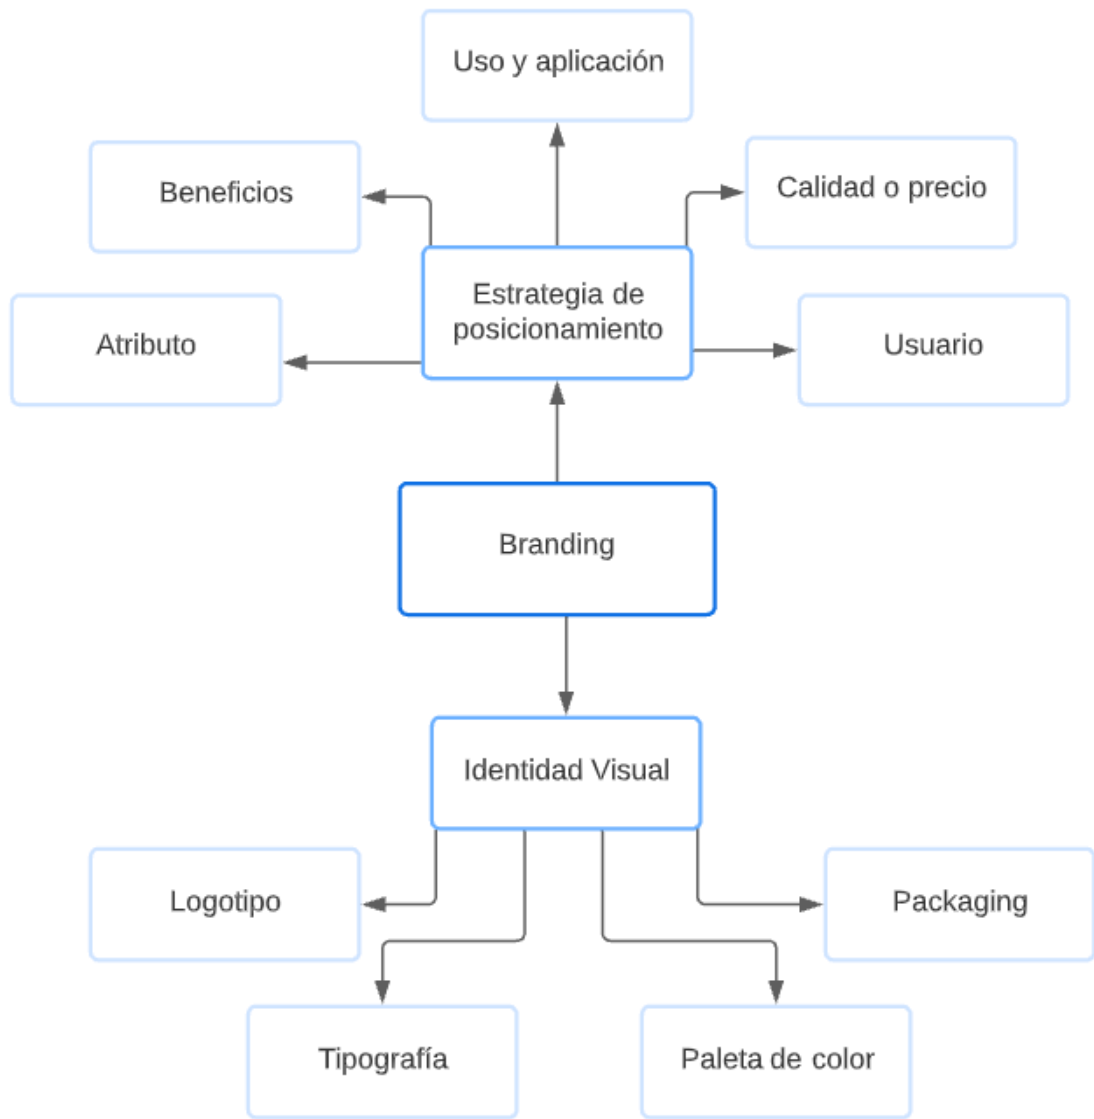 Uso y aplicación
Beneficios
Calidad o precio
Estrategia de
posicionamiento
Atributo
Usuario
Branding
Identidad Visual
Logotipo
Packaging
Tipografía
Paleta de color